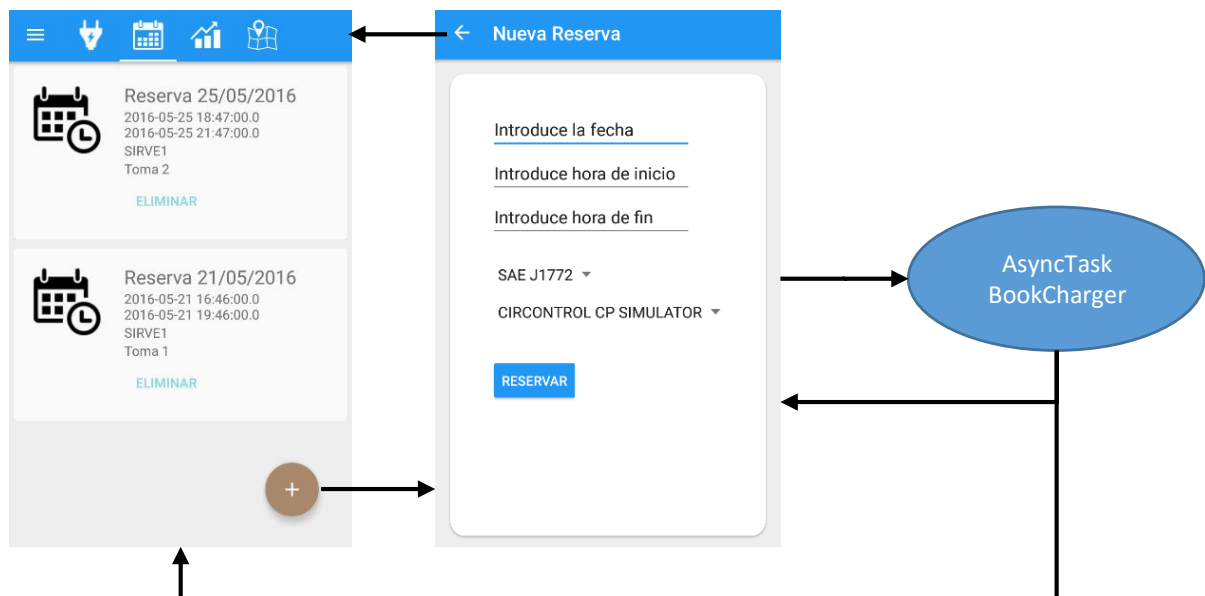 Reserva 25/05/2016
2016-05-25 18:47:00.0
2016-05-25 21:47:00.0
SIRVE1
Toma 2
ELIMINAR
Reserva 21/05/2016
2016-05-21 16:46:00.0
2016-05-21 19:46:00.0
SIRVE1
Toma 1
ELIMINAR
+
Nueva Reserva
Introduce la fecha
Introduce hora de inicio
Introduce hora de fin
SAE J1772
CIRCONTROL CP SIMULATOR
RESERVAR
AsyncTask
BookCharger